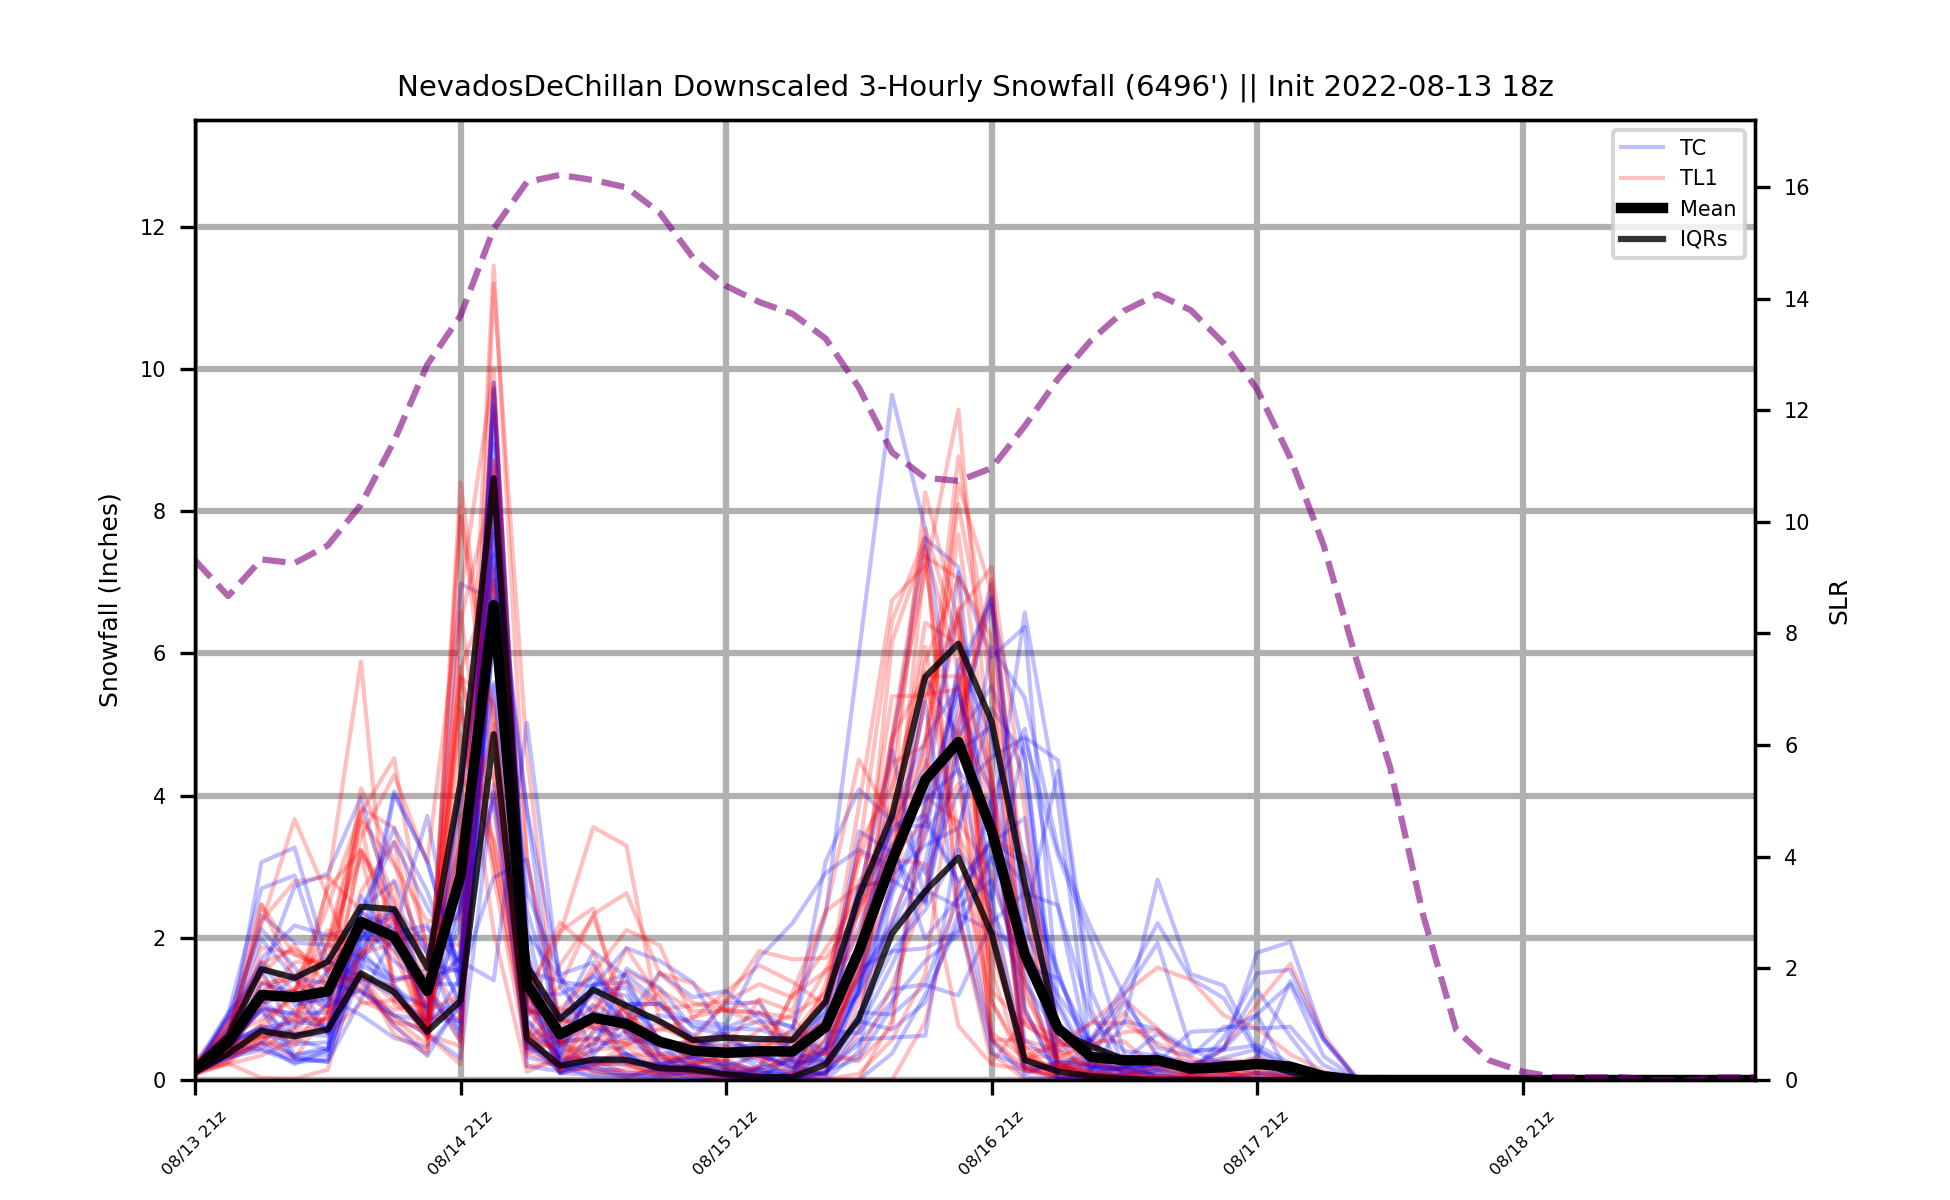 NevadosDeChillan Downscaled 3-Hourly Snowfall (6496') || Init 2022-08-13 18z
TC
TL1
Mean
IQRs
Snowfall (Inches)
12
10
8
6
4
2
0
16
14
12
10
8
6
4
2
0
SLR
08/13 21z
08/14 21z
08/15 21z
08/16 21z
08/17 21z
08/18 21z